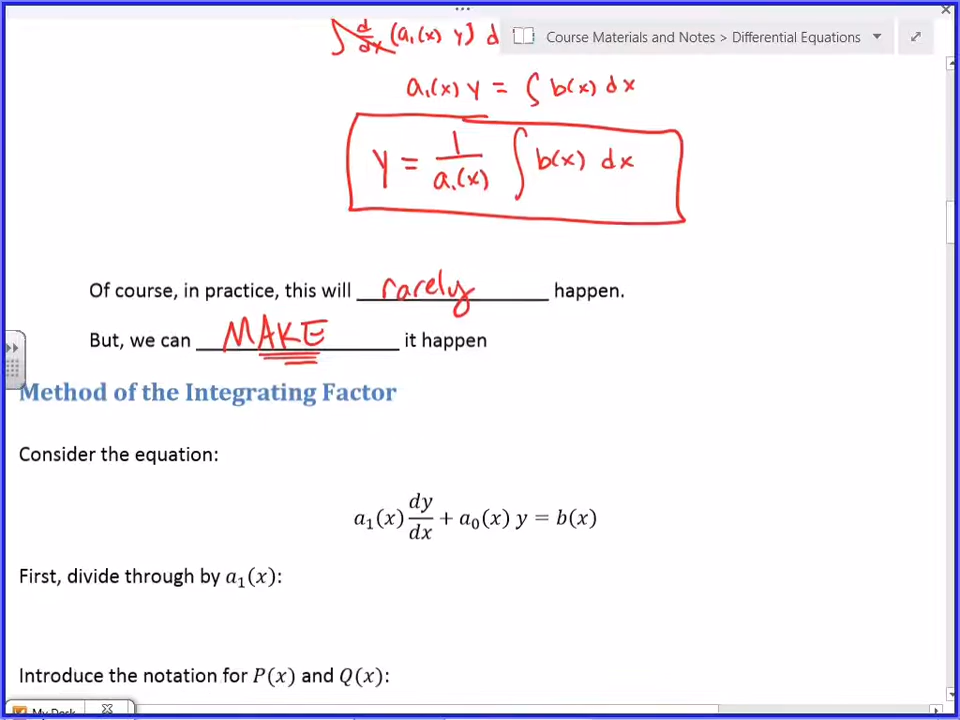 ∫ d/dx (a₁(x) y) d
Course Materials and Notes > Differential Equations
a₁(x) y = ∫ b(x) dx
y = 1/a₁(x) ∫ b(x) dx
Of course, in practice, this will rarely happen.
But, we can MAKE it happen
Method of the Integrating Factor
Consider the equation:
a₁(x) dy/dx + a₀(x) y = b(x)
First, divide through by a₁(x):
Introduce the notation for P(x) and Q(x):
My Desk